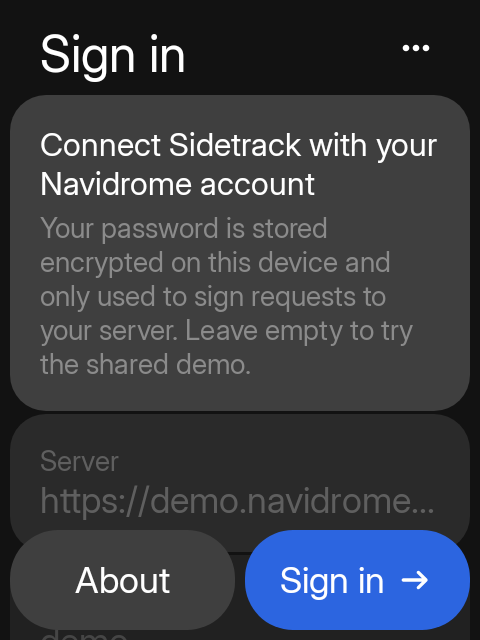 Sign in
Connect Sidetrack with your
Navidrome account
Your password is stored
encrypted on this device and
only used to sign requests to
your server. Leave empty to try
the shared demo.
Server
https://demo.navidrome...
About
Sign in →
demo